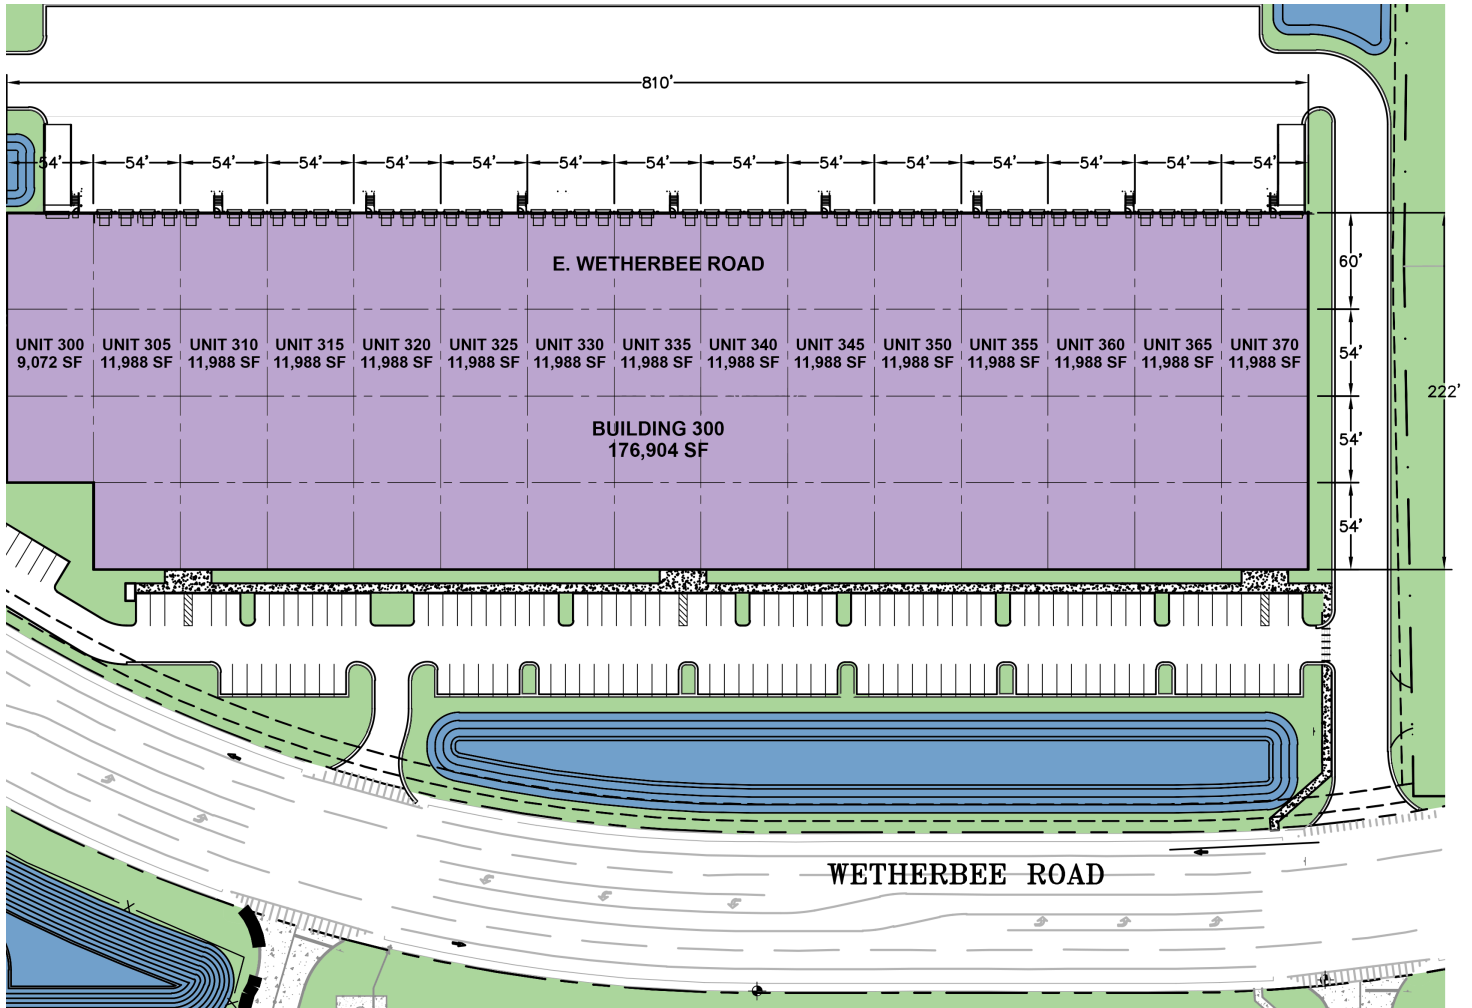 810'
54' 54' 54' 54' 54' 54' 54' 54' 54' 54' 54' 54' 54' 54' 54'
E. WETHERBEE ROAD
60'
UNIT 300 UNIT 305 UNIT 310 UNIT 315 UNIT 320 UNIT 325 UNIT 330 UNIT 335 UNIT 340 UNIT 345 UNIT 350 UNIT 355 UNIT 360 UNIT 365 UNIT 370
9,072 SF 11,988 SF 11,988 SF 11,988 SF 11,988 SF 11,988 SF 11,988 SF 11,988 SF 11,988 SF 11,988 SF 11,988 SF 11,988 SF 11,988 SF 11,988 SF 11,988 SF
54'
222'
BUILDING 300
176,904 SF
54'
54'
WETHERBEE ROAD